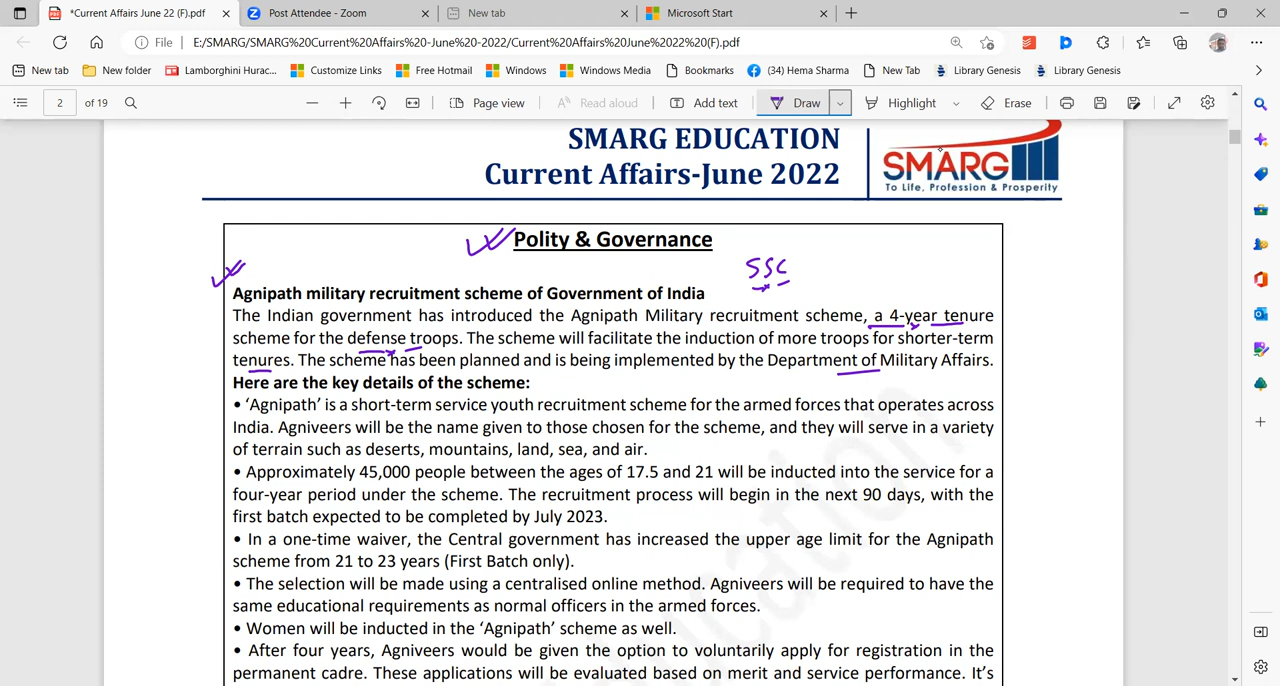 *Current Affairs June 22 (F).pdf
Post Attendee - Zoom
New tab
Microsoft Start
File
E:/SMARG/SMARG%20Current%20Affairs%20-June%20-2022/Current%20Affairs%20June%2022%20(F).pdf
New tab
New folder
Lamborghini Hurac...
Customize Links
Free Hotmail
Windows
Windows Media
Bookmarks
(34) Hema Sharma
New Tab
Library Genesis
Library Genesis
2 of 19
Page view
Read aloud
Add text
Draw
Highlight
Erase
SMARG EDUCATION
Current Affairs-June 2022
SMARG
To Life, Profession & Prosperity
Polity & Governance
SSC
Agnipath military recruitment scheme of Government of India
The Indian government has introduced the Agnipath Military recruitment scheme, a 4-year tenure
scheme for the defense troops. The scheme will facilitate the induction of more troops for shorter-term
tenures. The scheme has been planned and is being implemented by the Department of Military Affairs.
Here are the key details of the scheme:
• ‘Agnipath’ is a short-term service youth recruitment scheme for the armed forces that operates across
India. Agniveers will be the name given to those chosen for the scheme, and they will serve in a variety
of terrain such as deserts, mountains, land, sea, and air.
• Approximately 45,000 people between the ages of 17.5 and 21 will be inducted into the service for a
four-year period under the scheme. The recruitment process will begin in the next 90 days, with the
first batch expected to be completed by July 2023.
• In a one-time waiver, the Central government has increased the upper age limit for the Agnipath
scheme from 21 to 23 years (First Batch only).
• The selection will be made using a centralised online method. Agniveers will be required to have the
same educational requirements as normal officers in the armed forces.
• Women will be inducted in the ‘Agnipath’ scheme as well.
• After four years, Agniveers would be given the option to voluntarily apply for registration in the
permanent cadre. These applications will be evaluated based on merit and service performance. It’s